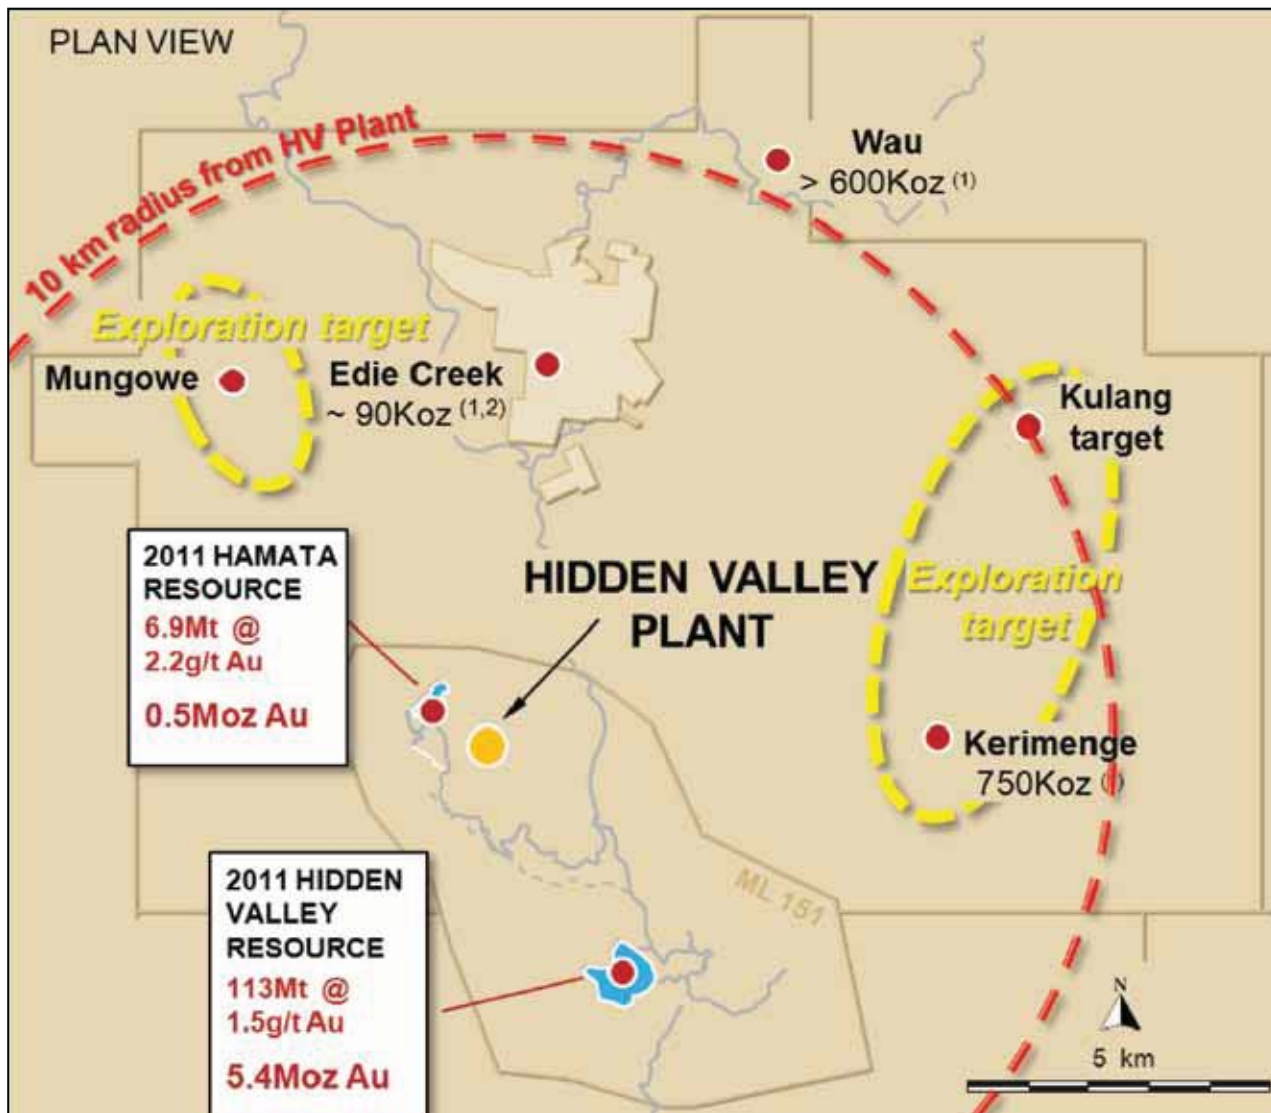 PLAN VIEW
10 km radius from HV Plant
Wau
> 600Koz (1)
Exploration target
Mungowe
Edie Creek
~ 90Koz (1,2)
Kulang
target
2011 HAMATA
RESOURCE
6.9Mt @
2.2g/t Au
0.5Moz Au
HIDDEN VALLEY
PLANT
Exploration
target
Kerimenge
750Koz
2011 HIDDEN
VALLEY
RESOURCE
113Mt @
1.5g/t Au
5.4Moz Au
ML 151
N
5 km